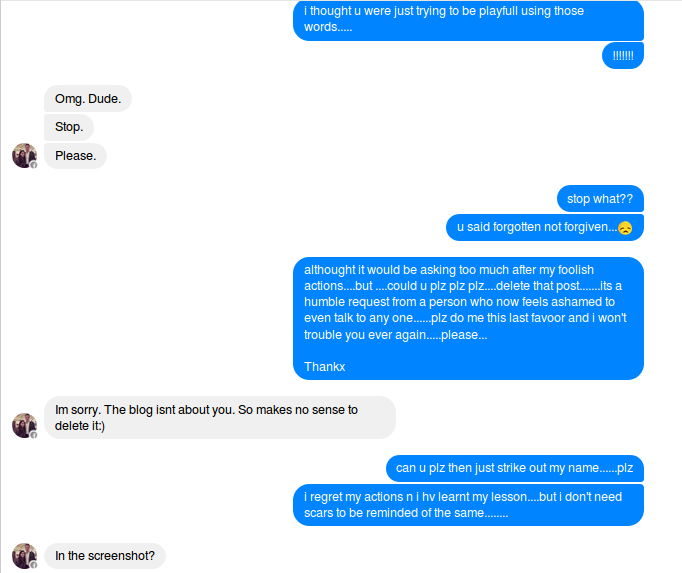 i thought u were just trying to be playfull using those
words.....
!!!!!!!
Omg. Dude.
Stop.
Please.
stop what??
u said forgotten not forgiven...😞
althought it would be asking too much after my foolish
actions....but ....could u plz plz plz....delete that post.......its a
humble request from a person who now feels ashamed to
even talk to any one......plz do me this last favoor and i won't
trouble you ever again.....please...
Thankx
Im sorry. The blog isnt about you. So makes no sense to
delete it:)
can u plz then just strike out my name......plz
i regret my actions n i hv learnt my lesson....but i don't need
scars to be reminded of the same........
In the screenshot?